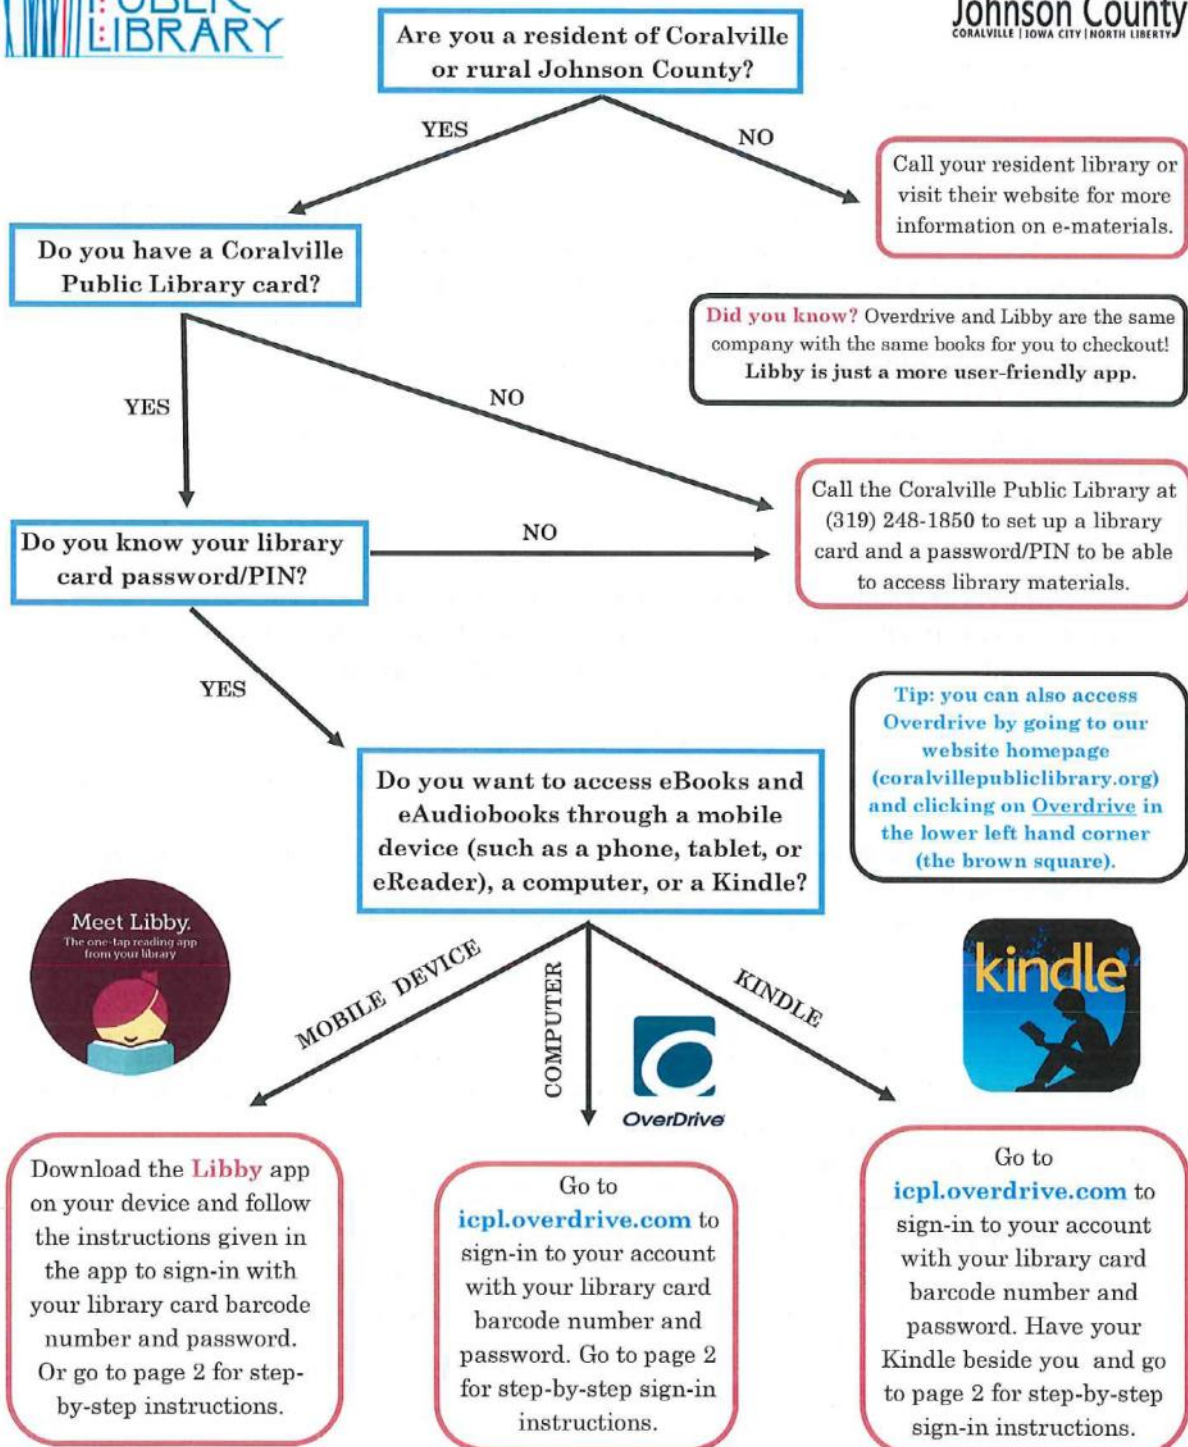 PUBLIC
LIBRARY
Johnson County
CORALVILLE | IOWA CITY | NORTH LIBERTY
Are you a resident of Coralville
or rural Johnson County?
YES
NO
Call your resident library or
visit their website for more
information on e-materials.
Do you have a Coralville
Public Library card?
Did you know? Overdrive and Libby are the same
company with the same books for you to checkout!
Libby is just a more user-friendly app.
YES
NO
Call the Coralville Public Library at
(319) 248-1850 to set up a library
card and a password/PIN to be able
to access library materials.
Do you know your library
card password/PIN?
NO
YES
Tip: you can also access
Overdrive by going to our
website homepage
(coralvillepubliclibrary.org)
and clicking on Overdrive in
the lower left hand corner
(the brown square).
Do you want to access eBooks and
eAudiobooks through a mobile
device (such as a phone, tablet, or
eReader), a computer, or a Kindle?
Meet Libby.
The one-tap reading app
from your library
MOBILE DEVICE
COMPUTER
KINDLE
OverDrive
kindle
Download the Libby app
on your device and follow
the instructions given in
the app to sign-in with
your library card barcode
number and password.
Or go to page 2 for step-
by-step instructions.
Go to
icpl.overdrive.com to
sign-in to your account
with your library card
barcode number and
password. Go to page 2
for step-by-step sign-in
instructions.
Go to
icpl.overdrive.com to
sign-in to your account
with your library card
barcode number and
password. Have your
Kindle beside you and go
to page 2 for step-by-step
sign-in instructions.